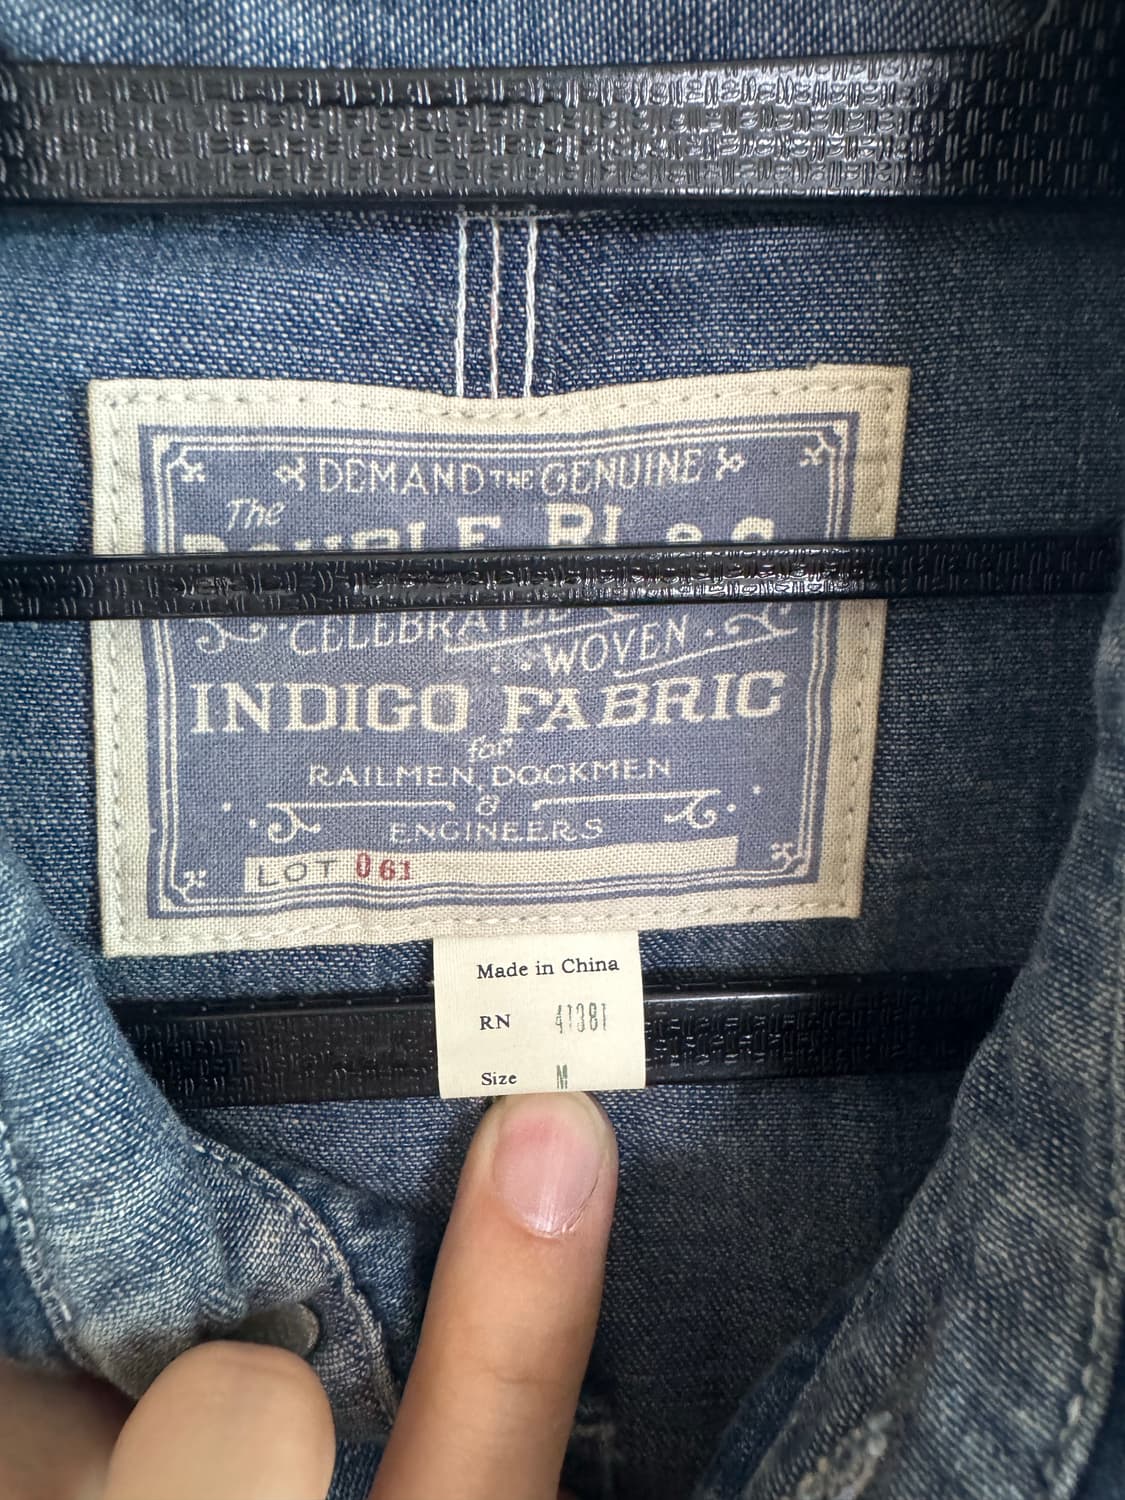 DEMAND THE GENUINE
The
DOUBLE
CELEBRATED
WOVEN
INDIGO FABRIC
for
RAILMEN, DOCKMEN
&
ENGINEERS
LOT 061
Made in China
RN 41381
Size M